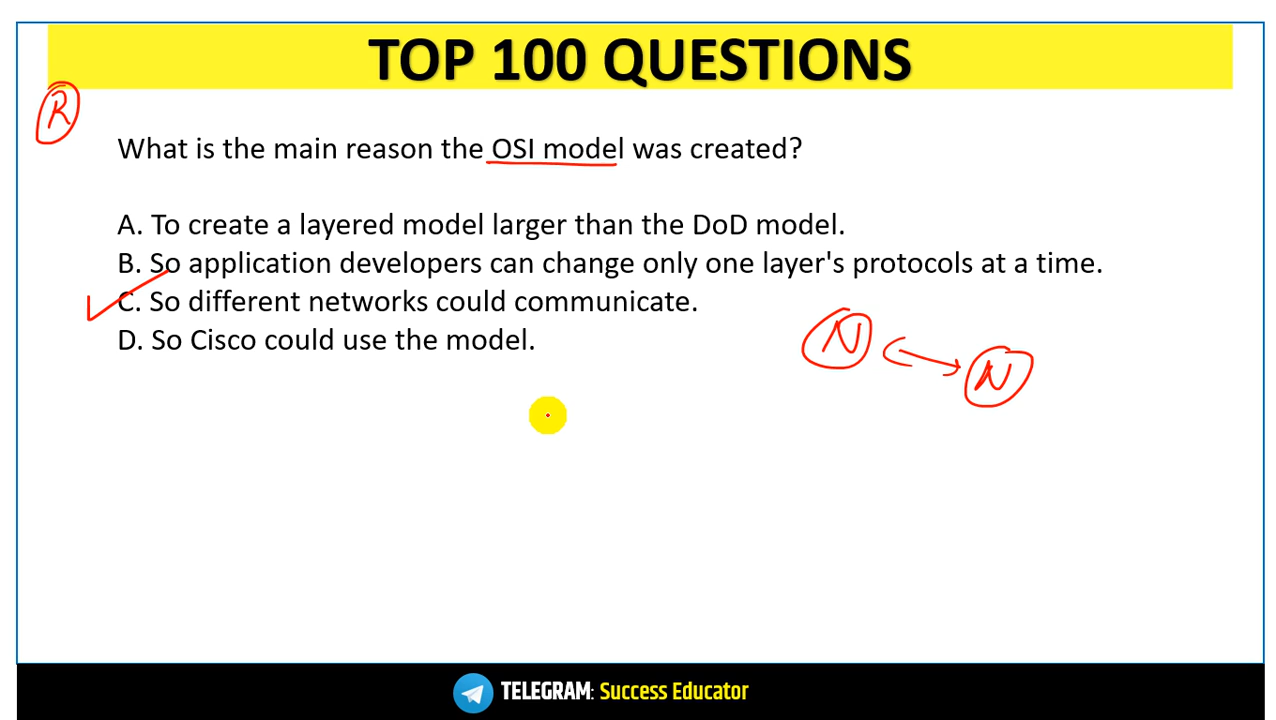 TOP 100 QUESTIONS
R
What is the main reason the OSI model was created?
A. To create a layered model larger than the DoD model.
B. So application developers can change only one layer's protocols at a time.
C. So different networks could communicate.
D. So Cisco could use the model.
N
N
TELEGRAM: Success Educator